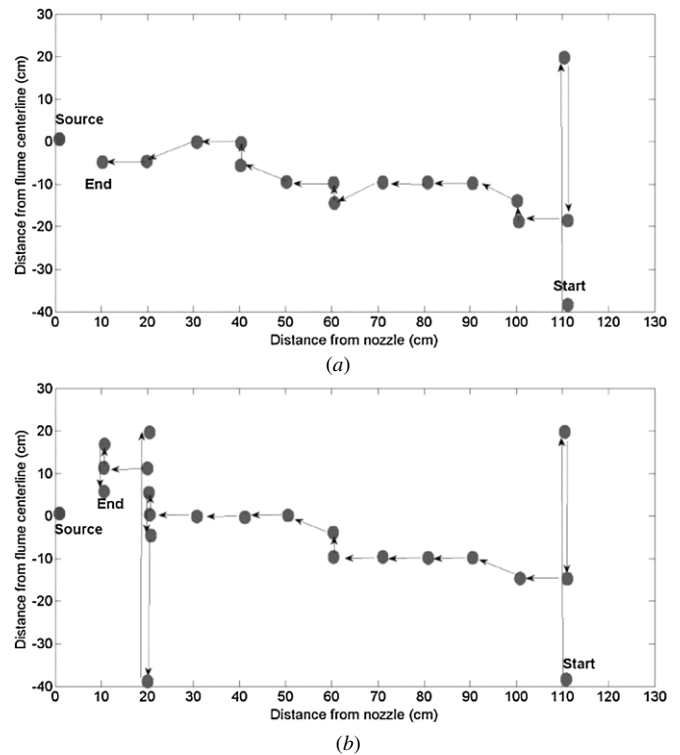 30
20
10
0
-10
-20
-30
-40
Distance from flume centerline (cm)
Source
End
Start
0 10 20 30 40 50 60 70 80 90 100 110 120 130
Distance from nozzle (cm)
(a)
30
20
10
0
-10
-20
-30
-40
Distance from flume centerline (cm)
End
Source
Start
0 10 20 30 40 50 60 70 80 90 100 110 120 130
Distance from nozzle (cm)
(b)